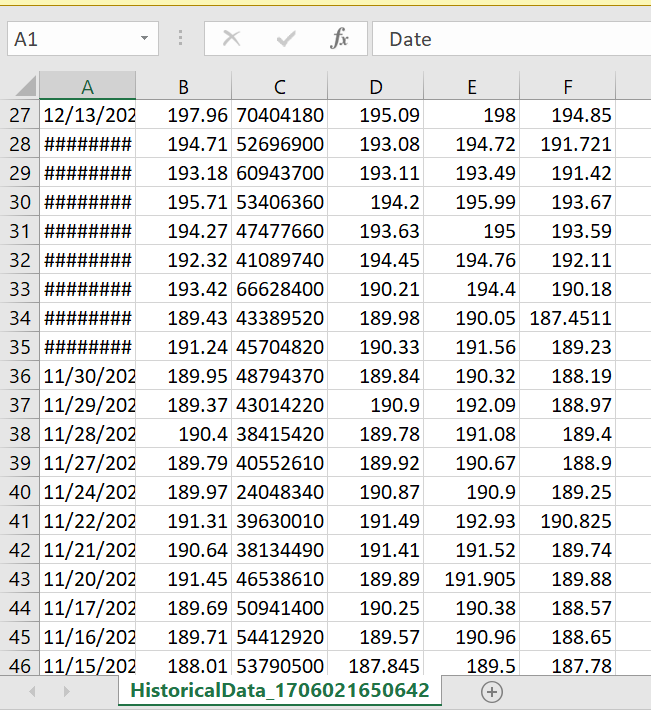 A1 fx Date
A B C D E F
27 12/13/202 197.96 70404180 195.09 198 194.85
28 ######## 194.71 52696900 193.08 194.72 191.721
29 ######## 193.18 60943700 193.11 193.49 191.42
30 ######## 195.71 53406360 194.2 195.99 193.67
31 ######## 194.27 47477660 193.63 195 193.59
32 ######## 192.32 41089740 194.45 194.76 192.11
33 ######## 193.42 66628400 190.21 194.4 190.18
34 ######## 189.43 43389520 189.98 190.05 187.4511
35 ######## 191.24 45704820 190.33 191.56 189.23
36 11/30/202 189.95 48794370 189.84 190.32 188.19
37 11/29/202 189.37 43014220 190.9 192.09 188.97
38 11/28/202 190.4 38415420 189.78 191.08 189.4
39 11/27/202 189.79 40552610 189.92 190.67 188.9
40 11/24/202 189.97 24048340 190.87 190.9 189.25
41 11/22/202 191.31 39630010 191.49 192.93 190.825
42 11/21/202 190.64 38134490 191.41 191.52 189.74
43 11/20/202 191.45 46538610 189.89 191.905 189.88
44 11/17/202 189.69 50941400 190.25 190.38 188.57
45 11/16/202 189.71 54412920 189.57 190.96 188.65
46 11/15/202 188.01 53790500 187.845 189.5 187.78
HistoricalData_1706021650642